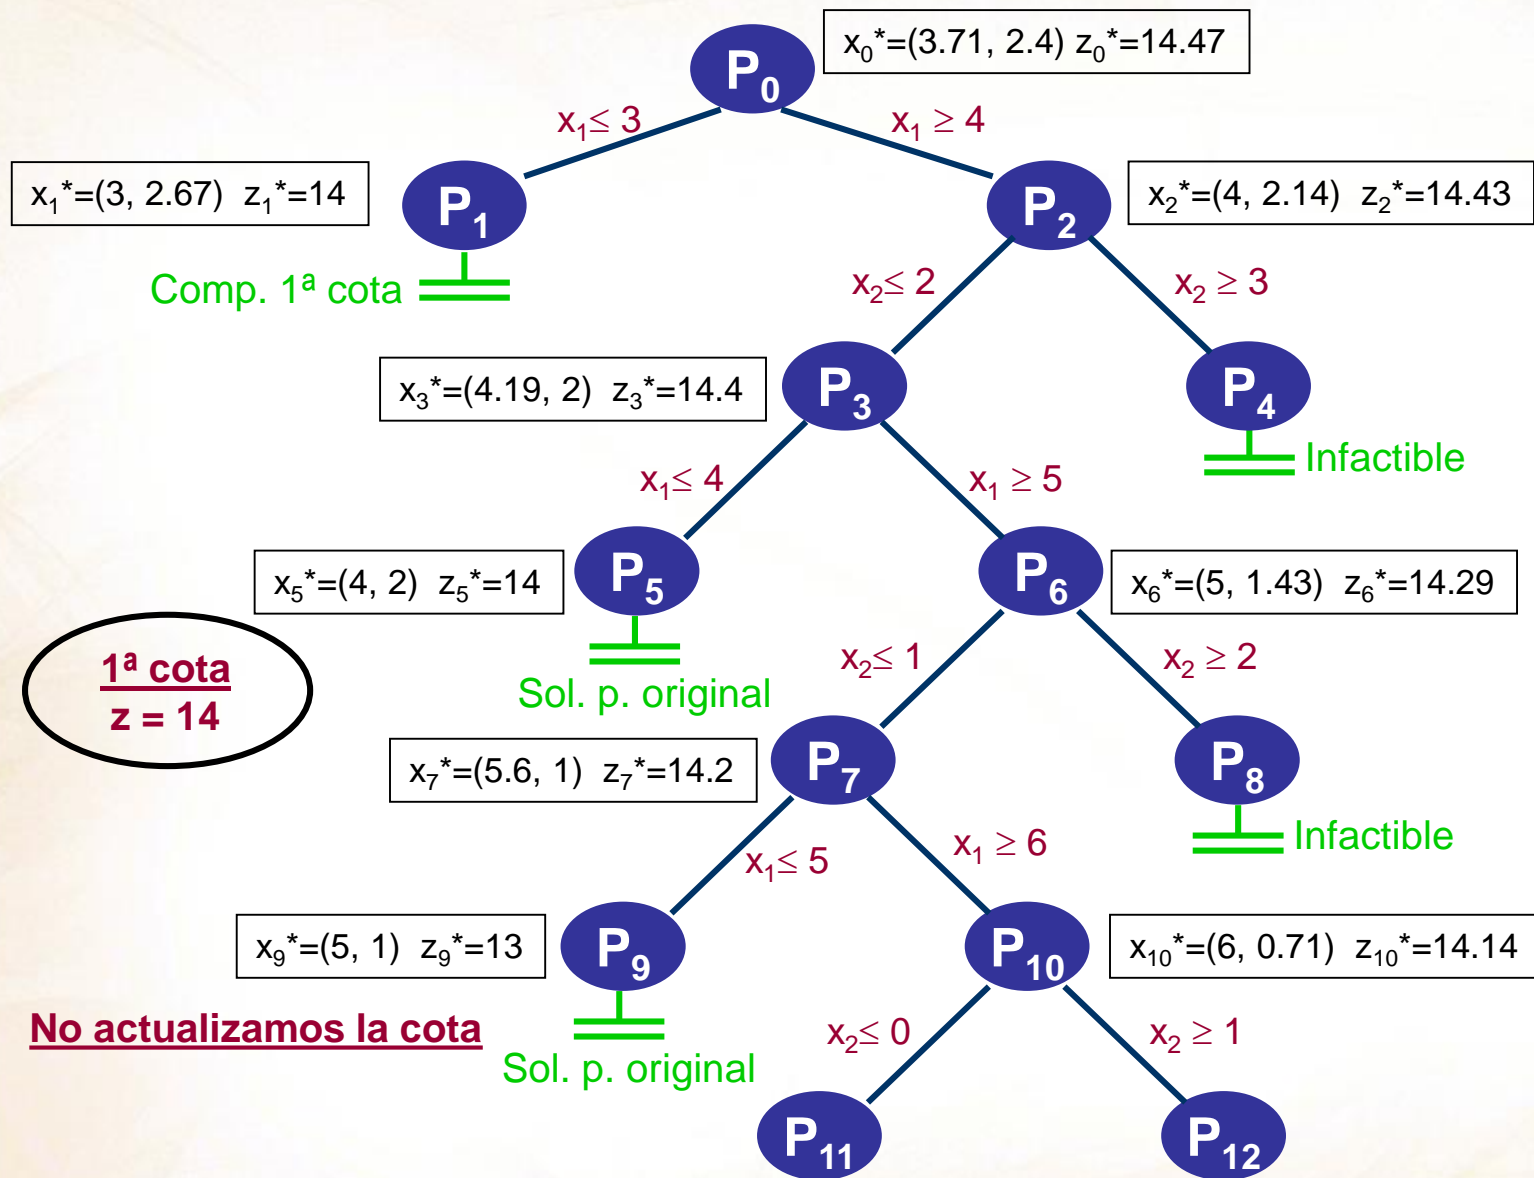 P₀
x₀*=(3.71, 2.4) z₀*=14.47
x₁≤ 3
x₁ ≥ 4
x₁*=(3, 2.67) z₁*=14
P₁
P₂
x₂*=(4, 2.14) z₂*=14.43
Comp. 1ª cota
x₂≤ 2
x₂ ≥ 3
x₃*=(4.19, 2) z₃*=14.4
P₃
P₄
Infactible
x₁≤ 4
x₁ ≥ 5
x₅*=(4, 2) z₅*=14
P₅
P₆
x₆*=(5, 1.43) z₆*=14.29
1ª cota
z = 14
Sol. p. original
x₂≤ 1
x₂ ≥ 2
x₇*=(5.6, 1) z₇*=14.2
P₇
P₈
Infactible
x₁≤ 5
x₁ ≥ 6
x₉*=(5, 1) z₉*=13
P₉
P₁₀
x₁₀*=(6, 0.71) z₁₀*=14.14
No actualizamos la cota
Sol. p. original
x₂≤ 0
x₂ ≥ 1
P₁₁
P₁₂